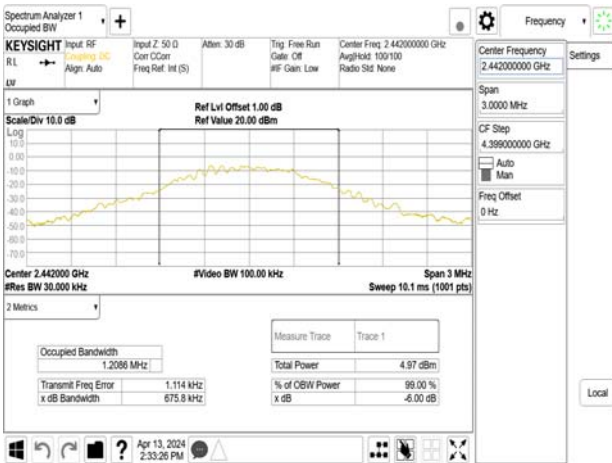 Spectrum Analyzer 1
Occupied BW
Frequency
KEYSIGHT
RL
Input: RF
Coupling: DC
Align: Auto
Input Z: 50 Ω
Corr CCorr
Freq Ref: Int (S)
Atten: 30 dB
Trig: Free Run
Gate: Off
#IF Gain: Low
Center Freq: 2.442000000 GHz
Avg|Hold: 100/100
Radio Std: None
Center Frequency
2.442000000 GHz
Settings
Span
3.0000 MHz
CF Step
4.399000000 GHz
Auto
Man
Freq Offset
0 Hz
Local
1 Graph
Scale/Div 10.0 dB
Ref Lvl Offset 1.00 dB
Ref Value 20.00 dBm
Log
10.0
0.00
-10.0
-20.0
-30.0
-40.0
-50.0
-60.0
-70.0
Center 2.442000 GHz
#Video BW 100.00 kHz
Span 3 MHz
#Res BW 30.000 kHz
Sweep 10.1 ms (1001 pts)
2 Metrics
Measure Trace Trace 1
Occupied Bandwidth
1.2086 MHz
Total Power 4.97 dBm
Transmit Freq Error 1.114 kHz
% of OBW Power 99.00 %
x dB Bandwidth 675.8 kHz
x dB -6.00 dB
Apr 13, 2024
2:33:26 PM